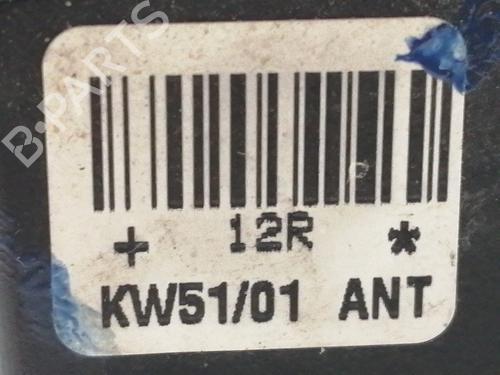 B-PARTS
+ 12R *
KW51/01 ANT